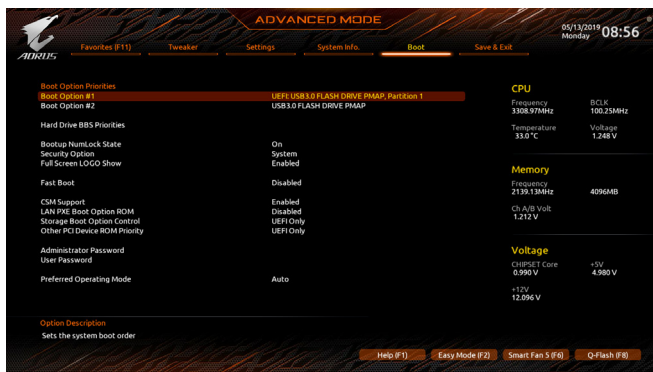 ADVANCED MODE
05/13/2019 Monday 08:56
AORUS
Favorites (F11) Tweaker Settings System Info. Boot Save & Exit
Boot Option Priorities
Boot Option #1 UEFI: USB3.0 FLASH DRIVE PMAP, Partition 1
Boot Option #2 USB3.0 FLASH DRIVE PMAP
Hard Drive BBS Priorities
Bootup NumLock State On
Security Option System
Full Screen LOGO Show Enabled
Fast Boot Disabled
CSM Support Enabled
LAN PXE Boot Option ROM Disabled
Storage Boot Option Control UEFI Only
Other PCI Device ROM Priority UEFI Only
Administrator Password
User Password
Preferred Operating Mode Auto
CPU
Frequency BCLK
3308.97MHz 100.25MHz
Temperature Voltage
33.0 °C 1.248 V
Memory
Frequency
2139.13MHz 4096MB
Ch A/B Volt
1.212 V
Voltage
CHIPSET Core +5V
0.990 V 4.980 V
+12V
12.096 V
Option Description
Sets the system boot order
Help (F1) Easy Mode (F2) Smart Fan 5 (F6) Q-Flash (F8)